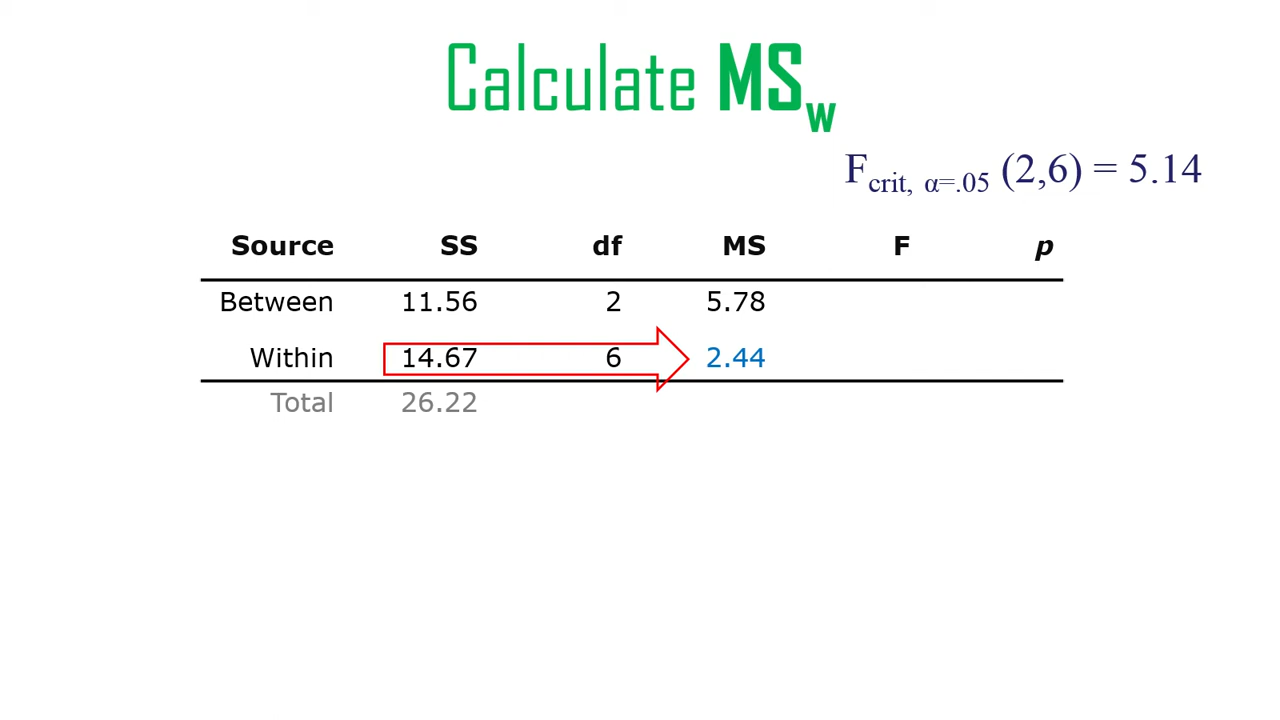 Calculate MSw
Fcrit, α=.05 (2,6) = 5.14
Source SS df MS F p
Between 11.56 2 5.78
Within 14.67 6 2.44
Total 26.22